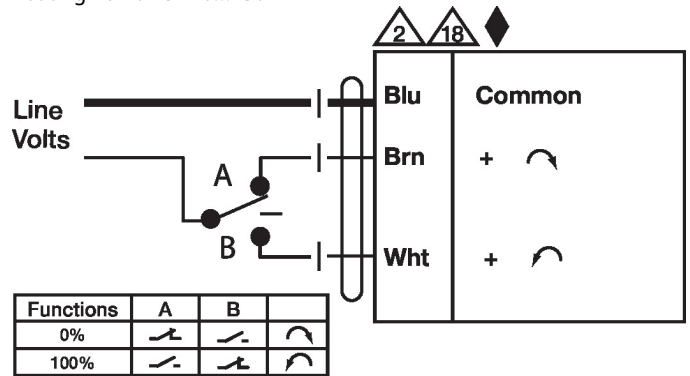 2 18
Line
Volts
Blu Common
Brn +
A
B
Wht +
Functions A B
0%
100%